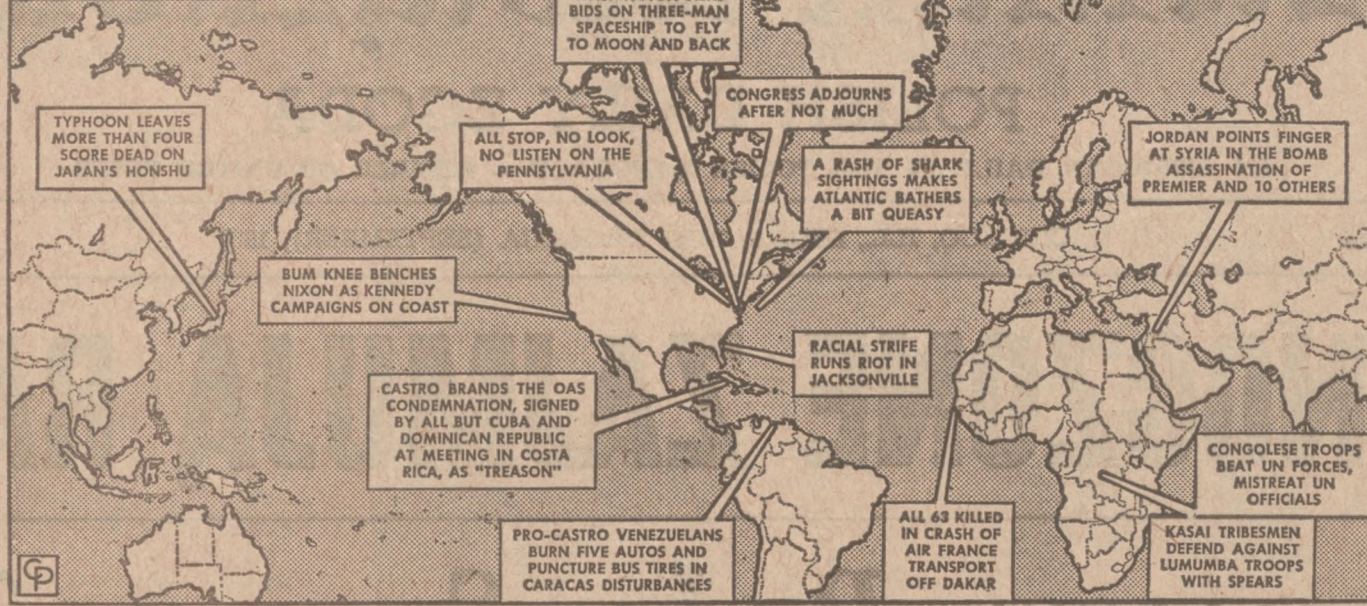 BIDS ON THREE-MAN
SPACESHIP TO FLY
TO MOON AND BACK
CONGRESS ADJOURNS
AFTER NOT MUCH
TYPHOON LEAVES
MORE THAN FOUR
SCORE DEAD ON
JAPAN'S HONSHU
ALL STOP, NO LOOK,
NO LISTEN ON THE
PENNSYLVANIA
A RASH OF SHARK
SIGHTINGS MAKES
ATLANTIC BATHERS
A BIT QUEASY
JORDAN POINTS FINGER
AT SYRIA IN THE BOMB
ASSASSINATION OF
PREMIER AND 10 OTHERS
BUM KNEE BENCHES
NIXON AS KENNEDY
CAMPAIGNS ON COAST
RACIAL STRIFE
RUNS RIOT IN
JACKSONVILLE
CASTRO BRANDS THE OAS
CONDEMNATION, SIGNED
BY ALL BUT CUBA AND
DOMINICAN REPUBLIC
AT MEETING IN COSTA
RICA, AS "TREASON"
CONGOLESE TROOPS
BEAT UN FORCES,
MISTREAT UN
OFFICIALS
PRO-CASTRO VENEZUELANS
BURN FIVE AUTOS AND
PUNCTURE BUS TIRES IN
CARACAS DISTURBANCES
ALL 63 KILLED
IN CRASH OF
AIR FRANCE
TRANSPORT
OFF DAKAR
KASAI TRIBESMEN
DEFEND AGAINST
LUMUMBA TROOPS
WITH SPEARS
CP